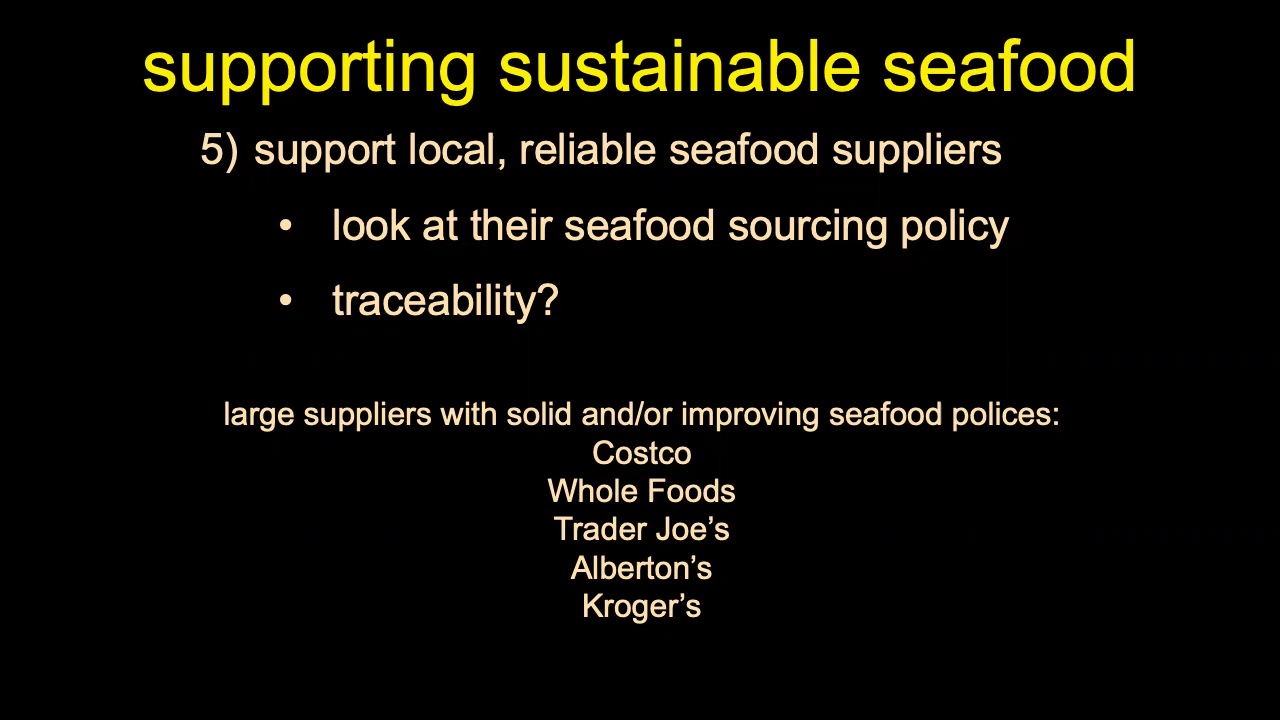 supporting sustainable seafood
5) support local, reliable seafood suppliers
• look at their seafood sourcing policy
• traceability?
large suppliers with solid and/or improving seafood polices:
Costco
Whole Foods
Trader Joe’s
Alberton’s
Kroger’s